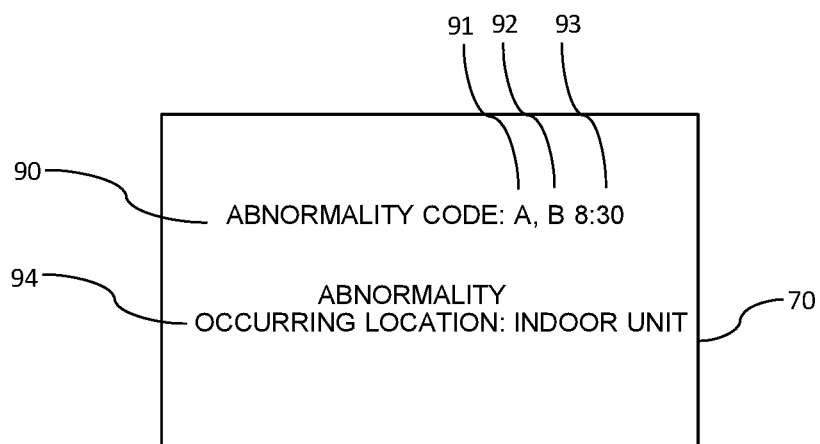 91 92 93
90
ABNORMALITY CODE: A, B 8:30
94
ABNORMALITY
OCCURRING LOCATION: INDOOR UNIT
70